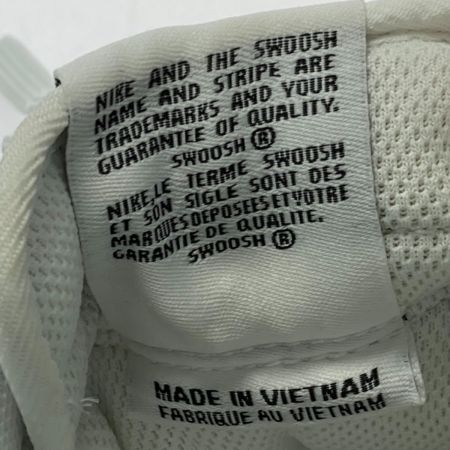 NIKE AND THE SWOOSH
NAME AND STRIPE ARE
TRADEMARKS AND YOUR
GUARANTEE OF QUALITY.
SWOOSH ®
NIKE,LE TERME SWOOSH
ET SON SIGLE SONT DES
MARQUES DEPOSEES ET VOTRE
GARANTIE DE QUALITE.
SWOOSH ®
MADE IN VIETNAM
FABRIQUE AU VIETNAM